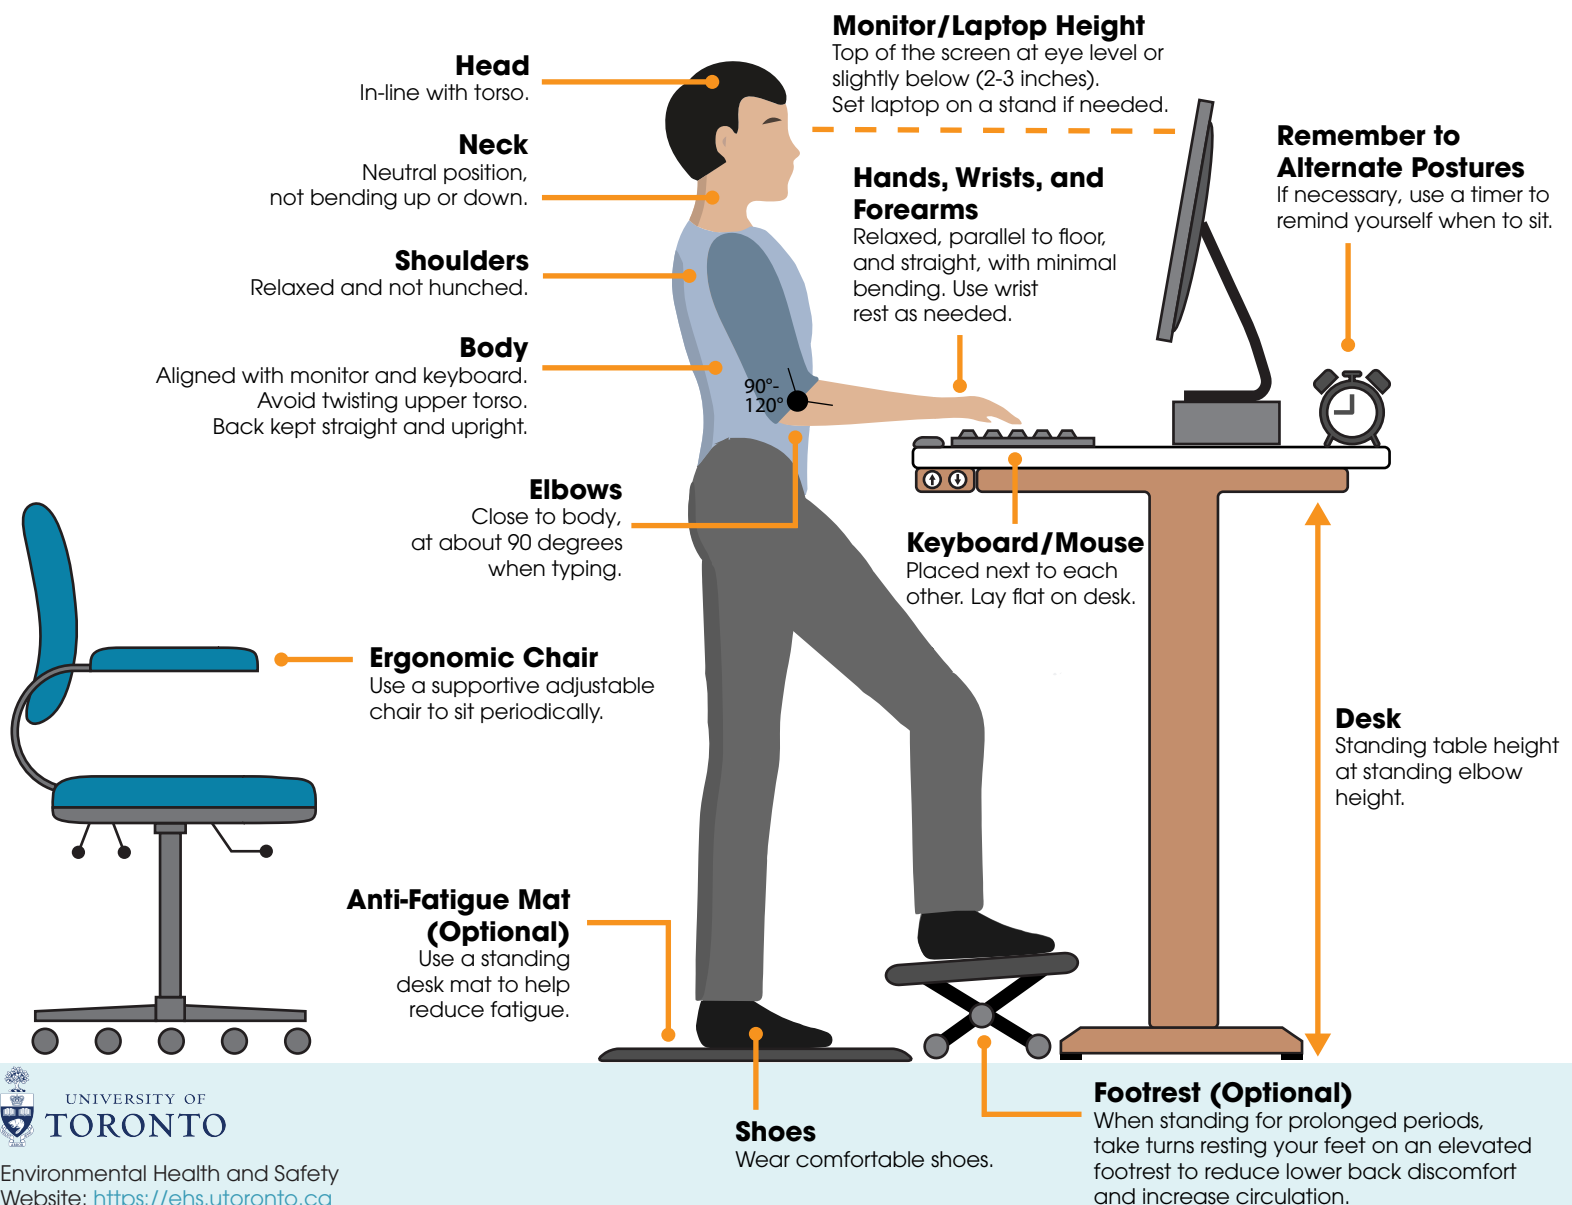 Monitor/Laptop Height
Top of the screen at eye level or
slightly below (2-3 inches).
Set laptop on a stand if needed.
Head
In-line with torso.
Neck
Neutral position,
not bending up or down.
Shoulders
Relaxed and not hunched.
Body
Aligned with monitor and keyboard.
Avoid twisting upper torso.
Back kept straight and upright.
90°-
120°
Hands, Wrists, and
Forearms
Relaxed, parallel to floor,
and straight, with minimal
bending. Use wrist
rest as needed.
Remember to
Alternate Postures
If necessary, use a timer to
remind yourself when to sit.
Elbows
Close to body,
at about 90 degrees
when typing.
Keyboard/Mouse
Placed next to each
other. Lay flat on desk.
Ergonomic Chair
Use a supportive adjustable
chair to sit periodically.
Desk
Standing table height
at standing elbow
height.
Anti-Fatigue Mat
(Optional)
Use a standing
desk mat to help
reduce fatigue.
Shoes
Wear comfortable shoes.
Footrest (Optional)
When standing for prolonged periods,
take turns resting your feet on an elevated
footrest to reduce lower back discomfort
and increase circulation.
UNIVERSITY OF
TORONTO
Environmental Health and Safety
Website: https://ehs.utoronto.ca